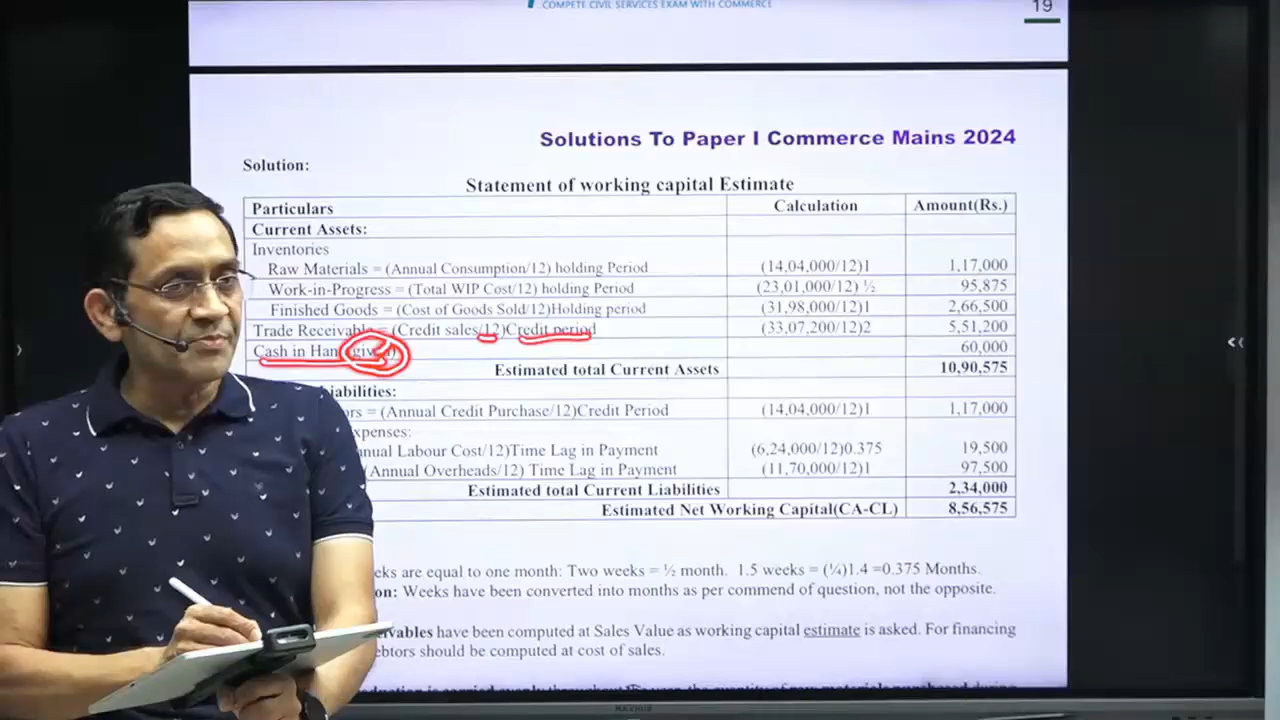 COMPETE CIVIL SERVICES EXAM WITH COMMERCE
19
Solutions To Paper I Commerce Mains 2024
Solution:
Statement of working capital Estimate
Particulars Calculation Amount(Rs.)
Current Assets:
Inventories
Raw Materials = (Annual Consumption/12) holding Period (14,04,000/12)1 1,17,000
Work-in-Progress = (Total WIP Cost/12) holding Period (23,01,000/12) ½ 95,875
Finished Goods = (Cost of Goods Sold/12)Holding period (31,98,000/12)1 2,66,500
Trade Receivable = (Credit sales/12)Credit period (33,07,200/12)2 5,51,200
Cash in Hand 60,000
Estimated total Current Assets 10,90,575
iabilities:
ors = (Annual Credit Purchase/12)Credit Period (14,04,000/12)1 1,17,000
xpenses:
nual Labour Cost/12)Time Lag in Payment (6,24,000/12)0.375 19,500
(Annual Overheads/12) Time Lag in Payment (11,70,000/12)1 97,500
Estimated total Current Liabilities 2,34,000
Estimated Net Working Capital(CA-CL) 8,56,575
eks are equal to one month: Two weeks = ½ month. 1.5 weeks = (¼)1.4 =0.375 Months.
on: Weeks have been converted into months as per commend of question, not the opposite.
ivables have been computed at Sales Value as working capital estimate is asked. For financing
ebtors should be computed at cost of sales.